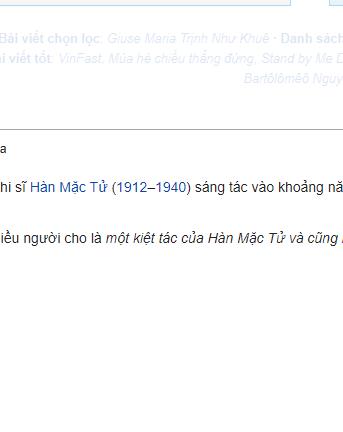 Bài viết chọn lọc: Giuse Maria Trịnh Như Khuê · Danh sách
i viết tốt: VinFast, Mùa hè chiều thẳng đứng, Stand by Me D
Bartôlômêô Nguy
a
hi sĩ Hàn Mặc Tử (1912–1940) sáng tác vào khoảng nă
iều người cho là một kiệt tác của Hàn Mặc Tử và cũng